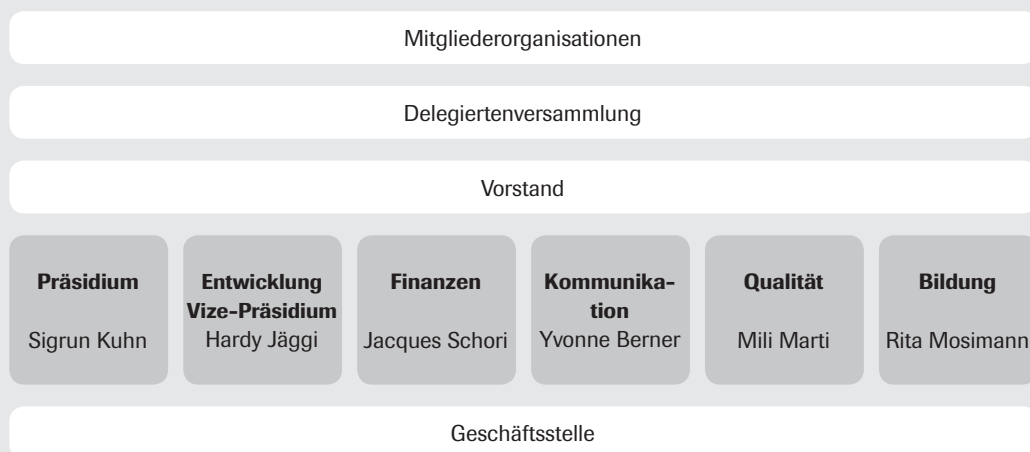 Mitgliederorganisationen
Delegiertenversammlung
Vorstand
Präsidium
Sigrun Kuhn
Entwicklung
Vize-Präsidium
Hardy Jäggi
Finanzen
Jacques Schori
Kommunika-
tion
Yvonne Berner
Qualität
Mili Marti
Bildung
Rita Mosimann
Geschäftsstelle